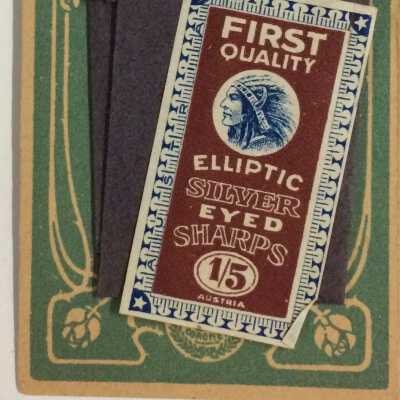 FIRST
QUALITY
ELLIPTIC
SILVER
EYED
SHARPS
1/5
AUSTRIA